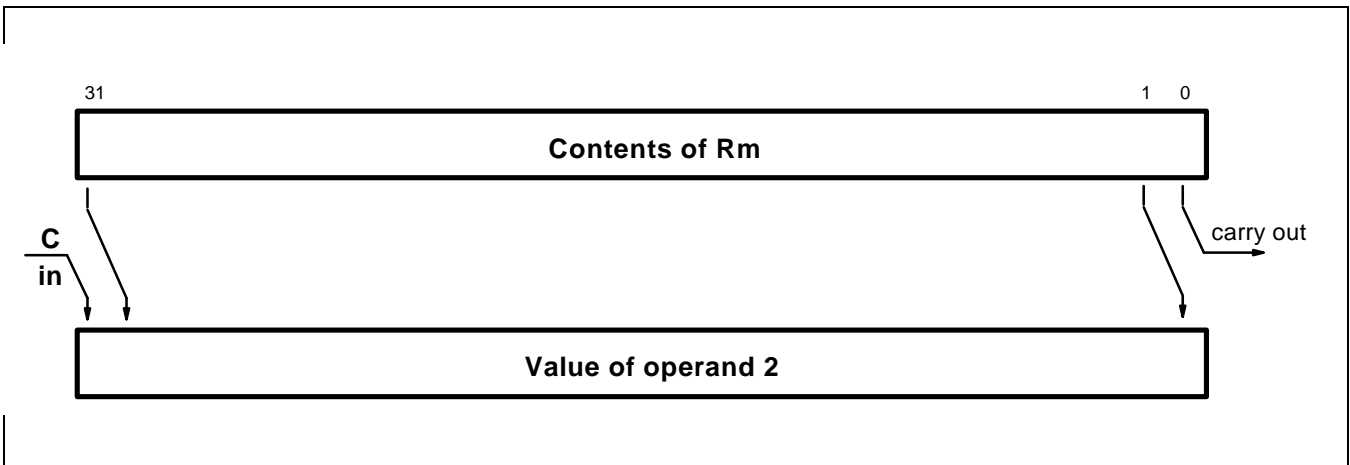 31 1 0
Contents of Rm
C
in
carry out
Value of operand 2